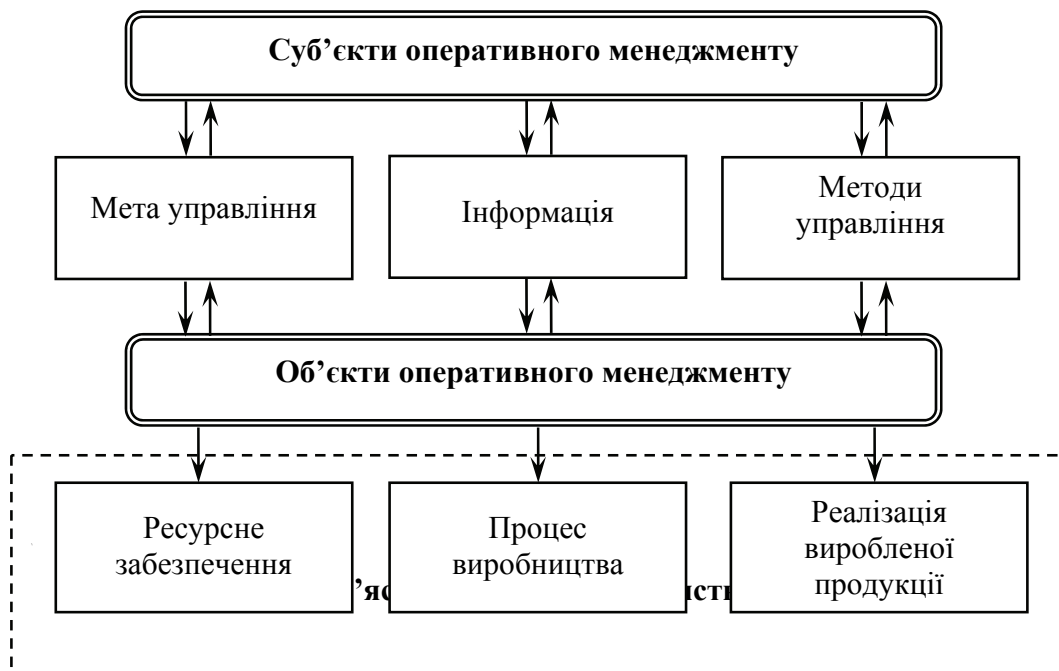 Суб’єкти оперативного менеджменту
Мета управління
Інформація
Методи
управління
Об’єкти оперативного менеджменту
Ресурсне
забезпечення
Процес
виробництва
Реалізація
виробленої
продукції